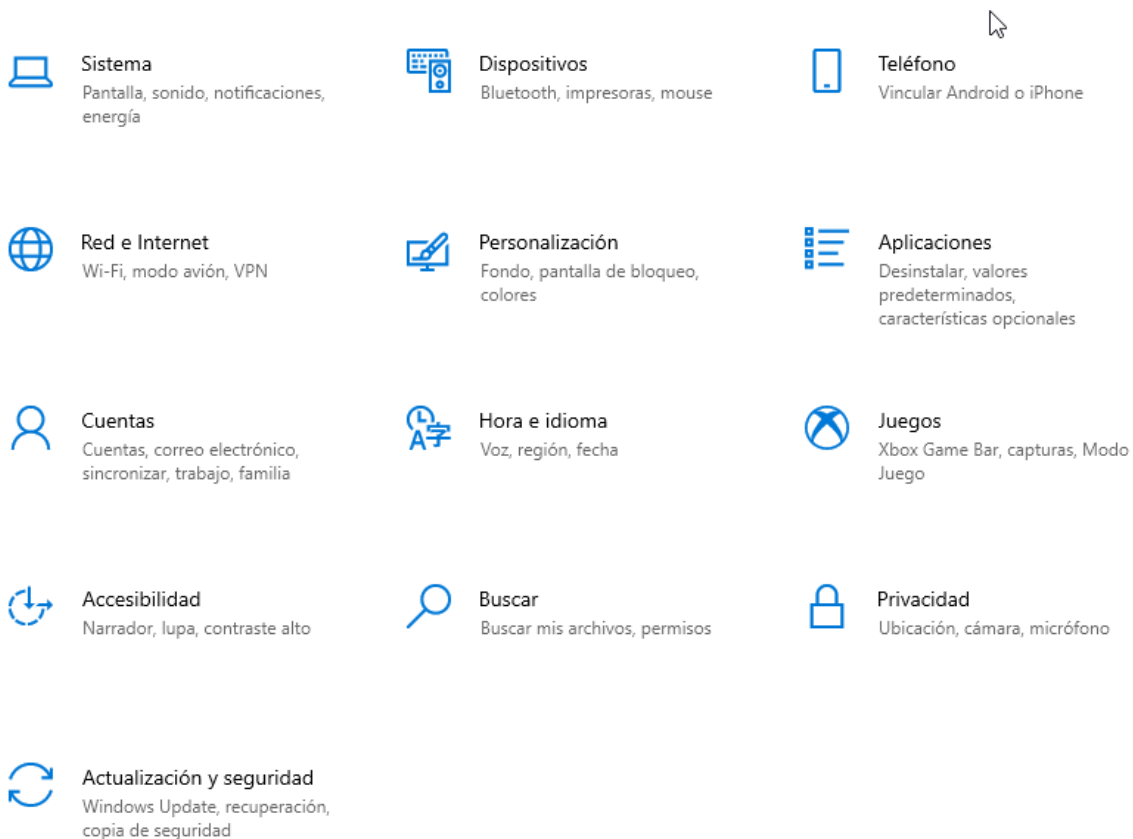 Sistema
Pantalla, sonido, notificaciones,
energía
Dispositivos
Bluetooth, impresoras, mouse
Teléfono
Vincular Android o iPhone
Red e Internet
Wi-Fi, modo avión, VPN
Personalización
Fondo, pantalla de bloqueo,
colores
Aplicaciones
Desinstalar, valores
predeterminados,
características opcionales
Cuentas
Cuentas, correo electrónico,
sincronizar, trabajo, familia
Hora e idioma
Voz, región, fecha
Juegos
Xbox Game Bar, capturas, Modo
Juego
Accesibilidad
Narrador, lupa, contraste alto
Buscar
Buscar mis archivos, permisos
Privacidad
Ubicación, cámara, micrófono
Actualización y seguridad
Windows Update, recuperación,
copia de seguridad